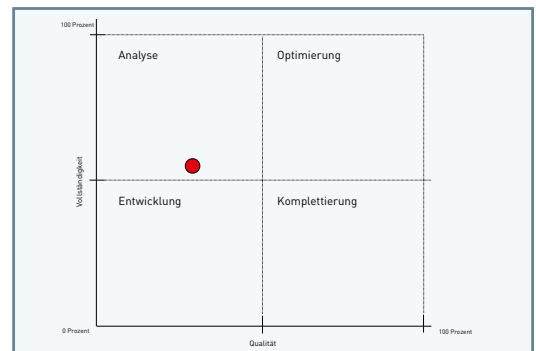 100 Prozent
Analyse
Optimierung
Vollständigkeit
Entwicklung
Komplettierung
0 Prozent
100 Prozent
Qualität